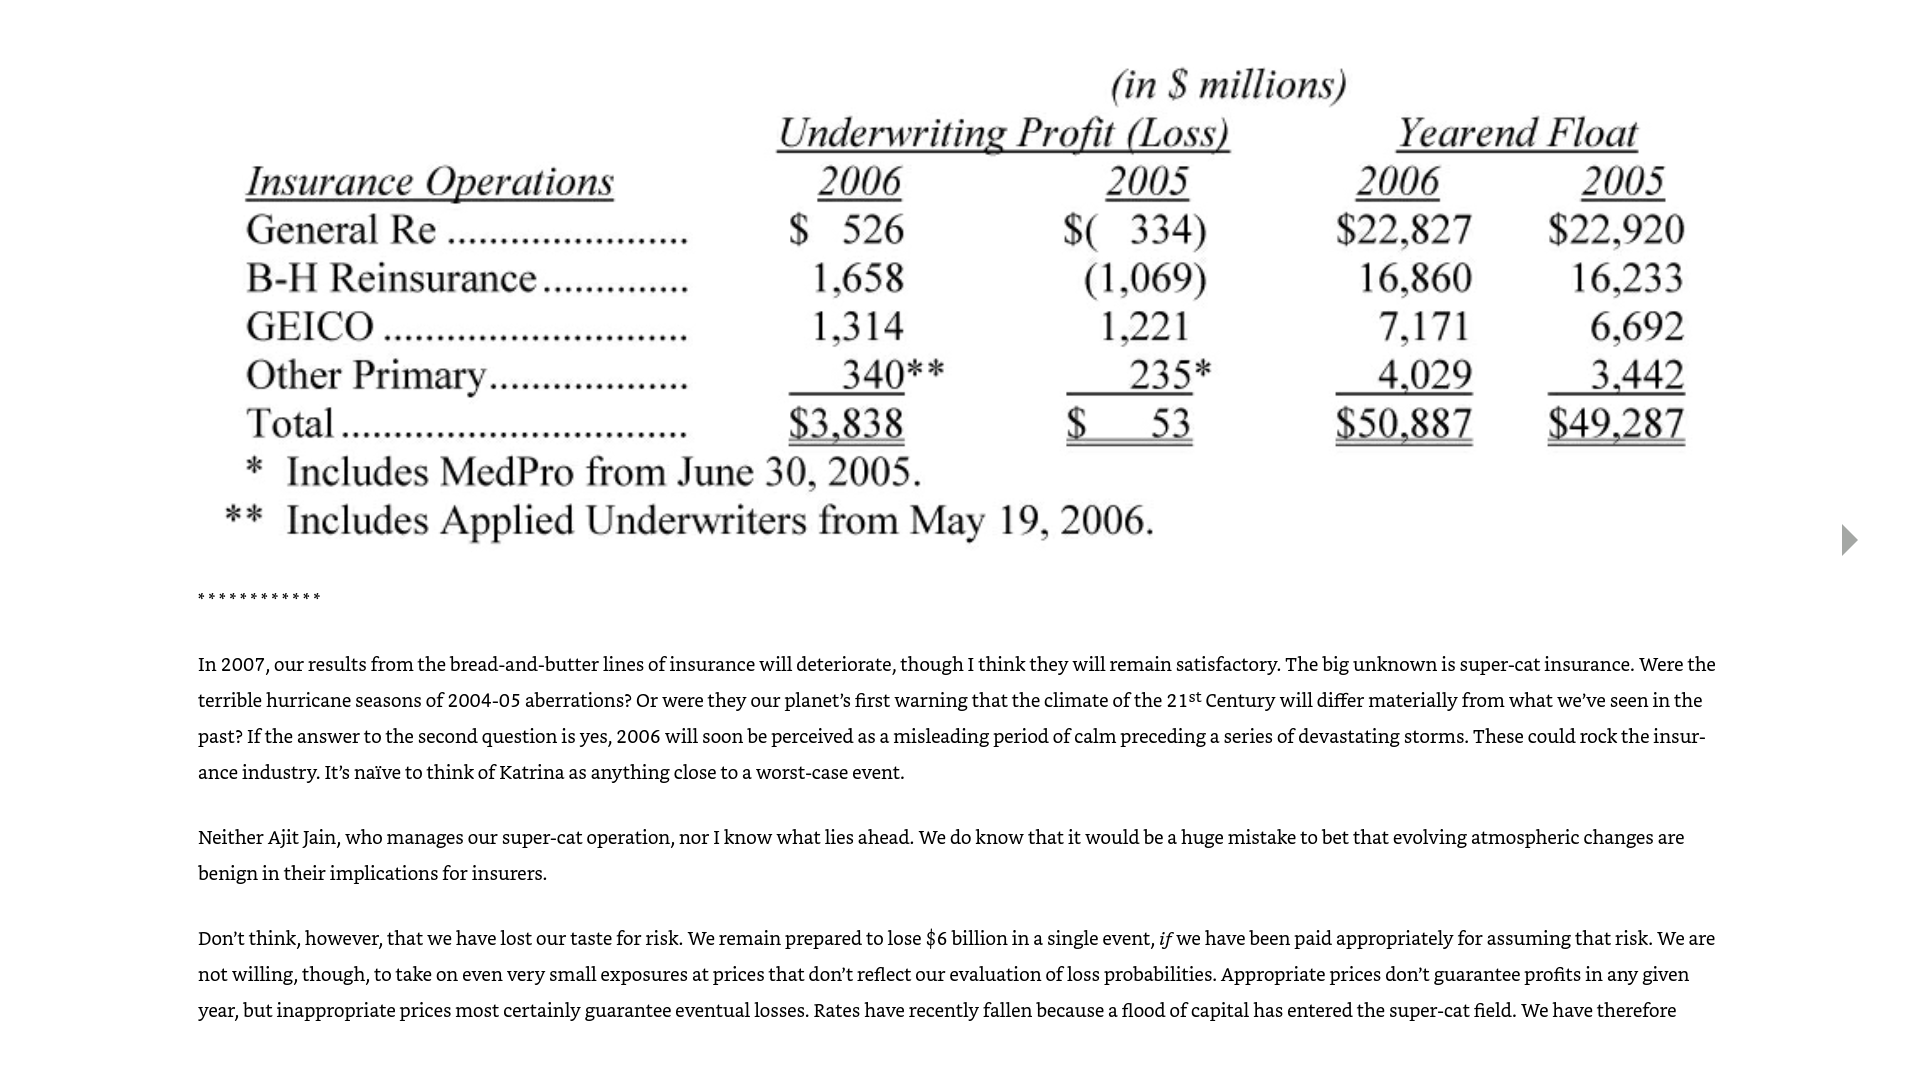 (in $ millions)
Underwriting Profit (Loss) Yearend Float
Insurance Operations 2006 2005 2006 2005
General Re ....................... $ 526 $( 334) $22,827 $22,920
B-H Reinsurance.............. 1,658 (1,069) 16,860 16,233
GEICO ............................. 1,314 1,221 7,171 6,692
Other Primary................... 340** 235* 4,029 3,442
Total................................. $3,838 $ 53 $50,887 $49,287
* Includes MedPro from June 30, 2005.
** Includes Applied Underwriters from May 19, 2006.
************
In 2007, our results from the bread-and-butter lines of insurance will deteriorate, though I think they will remain satisfactory. The big unknown is super-cat insurance. Were the
terrible hurricane seasons of 2004-05 aberrations? Or were they our planet’s first warning that the climate of the 21st Century will differ materially from what we’ve seen in the
past? If the answer to the second question is yes, 2006 will soon be perceived as a misleading period of calm preceding a series of devastating storms. These could rock the insur-
ance industry. It’s naïve to think of Katrina as anything close to a worst-case event.
Neither Ajit Jain, who manages our super-cat operation, nor I know what lies ahead. We do know that it would be a huge mistake to bet that evolving atmospheric changes are
benign in their implications for insurers.
Don’t think, however, that we have lost our taste for risk. We remain prepared to lose $6 billion in a single event, if we have been paid appropriately for assuming that risk. We are
not willing, though, to take on even very small exposures at prices that don’t reflect our evaluation of loss probabilities. Appropriate prices don’t guarantee profits in any given
year, but inappropriate prices most certainly guarantee eventual losses. Rates have recently fallen because a flood of capital has entered the super-cat field. We have therefore